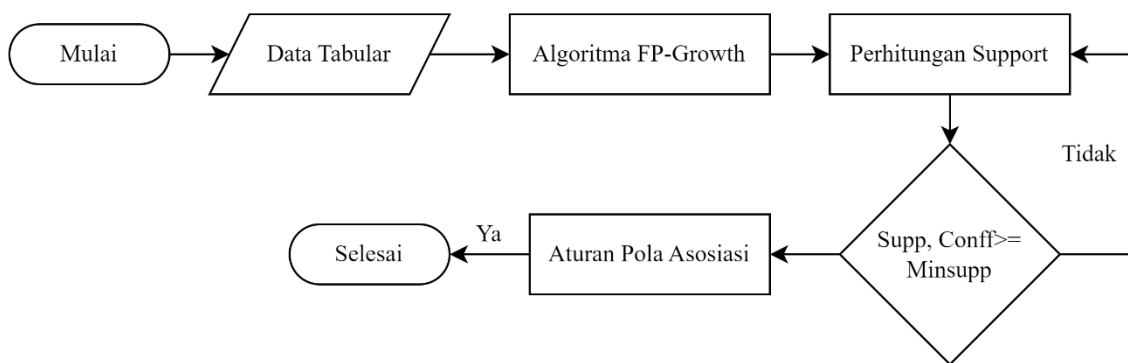 Mulai
Data Tabular
Algoritma FP-Growth
Perhitungan Support
Tidak
Supp, Conff>=
Minsupp
Aturan Pola Asosiasi
Ya
Selesai